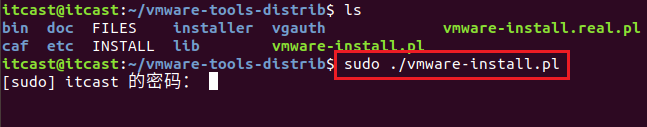 itcast@itcast:~/vmware-tools-distrib$ ls
bin doc FILES installer vgauth vmware-install.real.pl
caf etc INSTALL lib vmware-install.pl
itcast@itcast:~/vmware-tools-distrib$ sudo ./vmware-install.pl
[sudo] itcast 的密码：